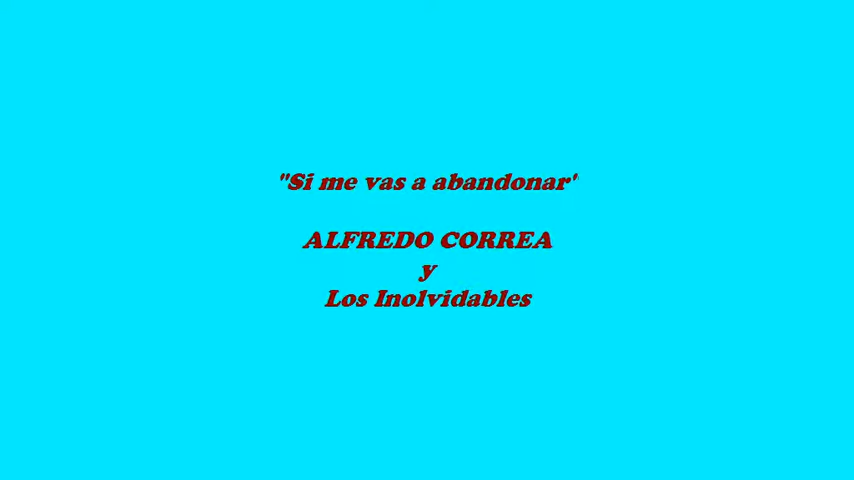 "Si me vas a abandonar"
ALFREDO CORREA
y
Los Inolvidables